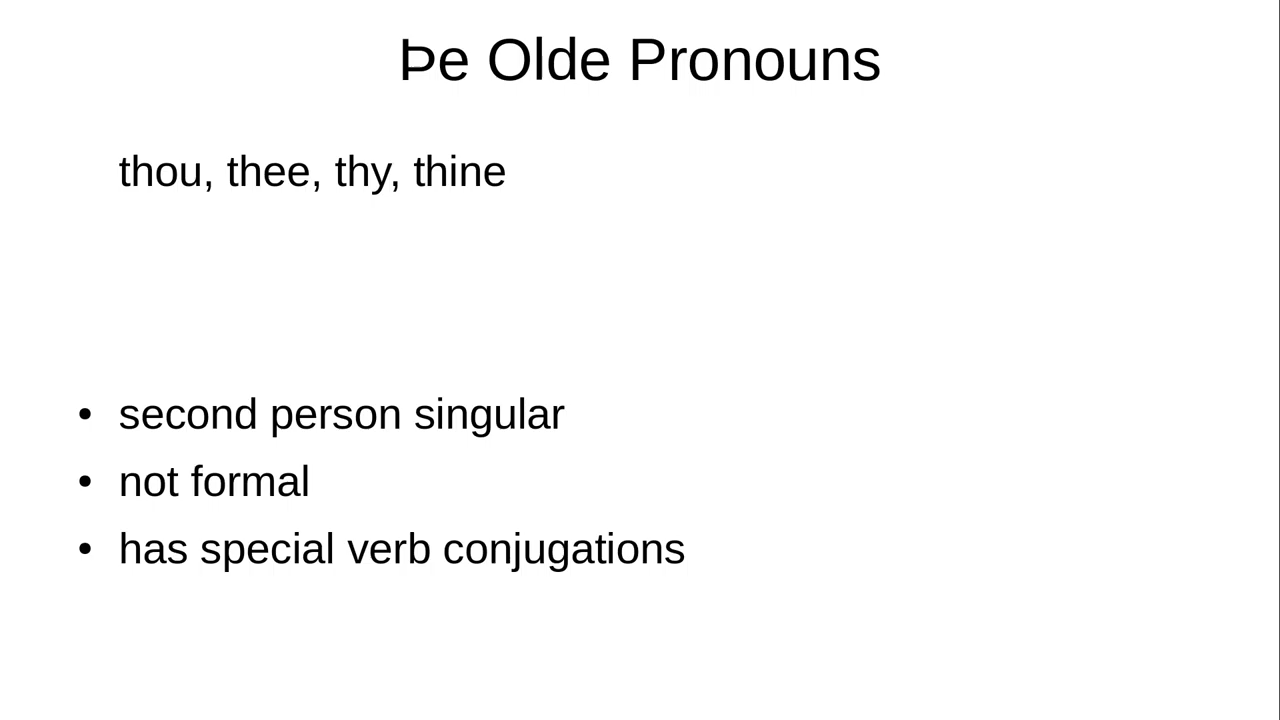 Þe Olde Pronouns
thou, thee, thy, thine
• second person singular
• not formal
• has special verb conjugations